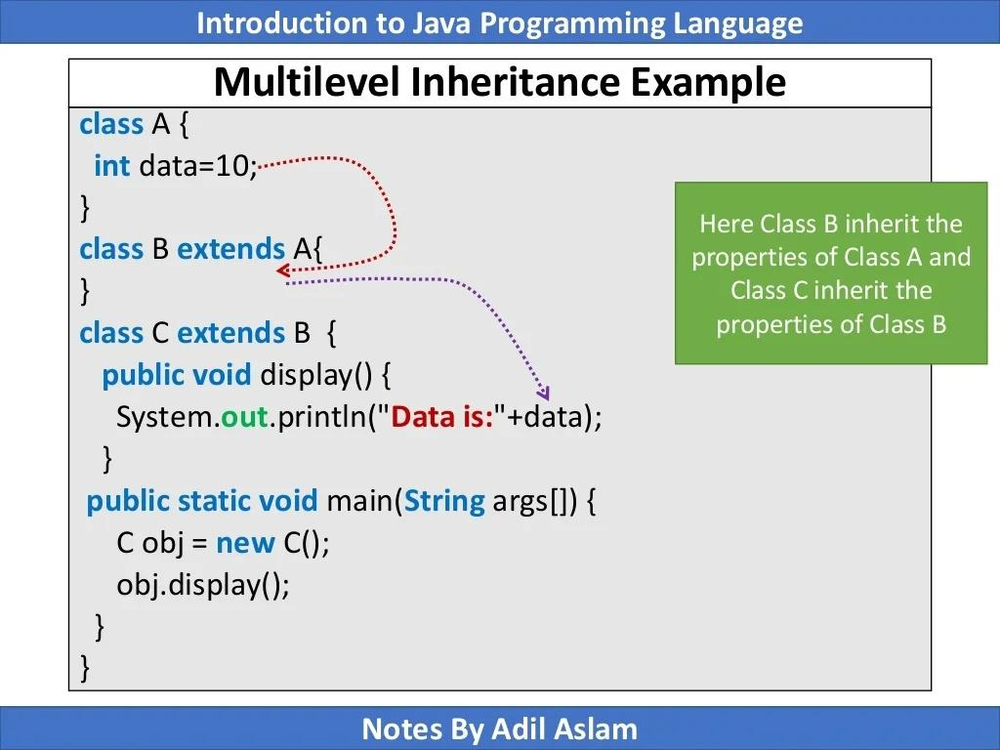 Introduction to Java Programming Language
Multilevel Inheritance Example
class A {
int data=10;
}
class B extends A{
}
class C extends B {
public void display() {
System.out.println("Data is:"+data);
}
public static void main(String args[]) {
C obj = new C();
obj.display();
}
}
Here Class B inherit the
properties of Class A and
Class C inherit the
properties of Class B
Notes By Adil Aslam